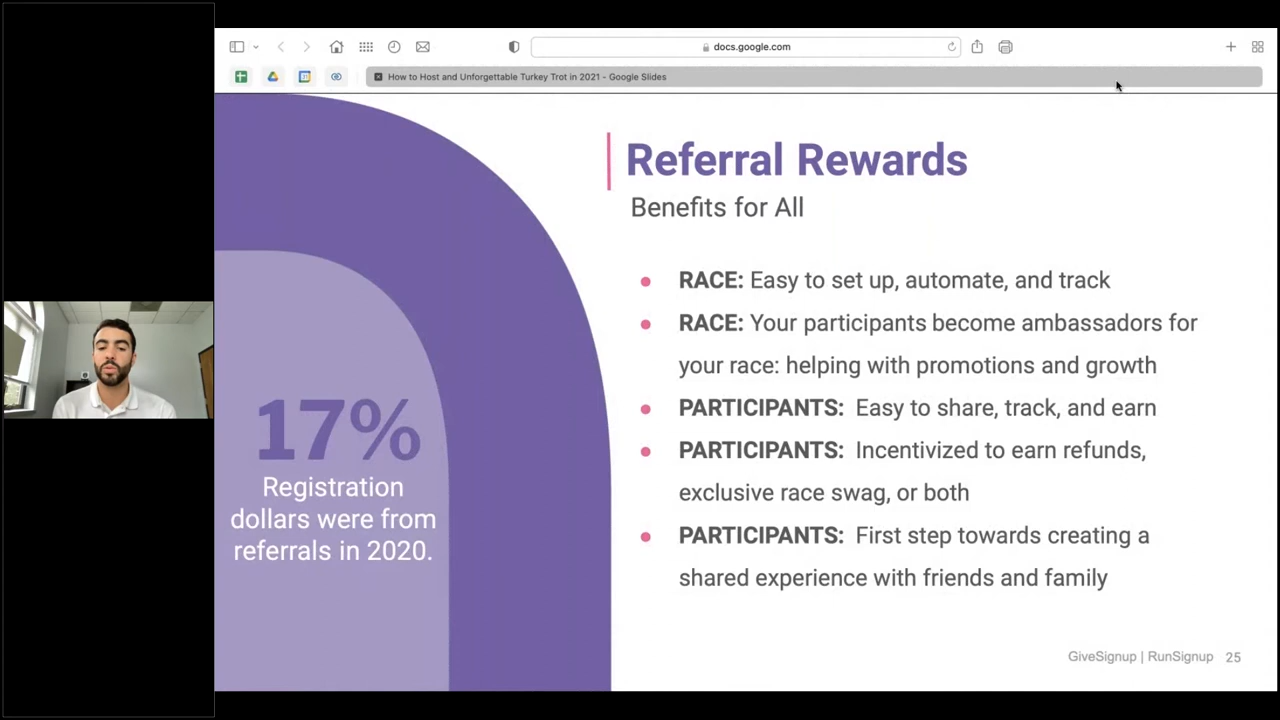 docs.google.com
How to Host and Unforgettable Turkey Trot in 2021 - Google Slides
Referral Rewards
Benefits for All
RACE: Easy to set up, automate, and track
RACE: Your participants become ambassadors for
your race: helping with promotions and growth
PARTICIPANTS: Easy to share, track, and earn
PARTICIPANTS: Incentivized to earn refunds,
exclusive race swag, or both
PARTICIPANTS: First step towards creating a
shared experience with friends and family
17%
Registration
dollars were from
referrals in 2020.
GiveSignup | RunSignup 25